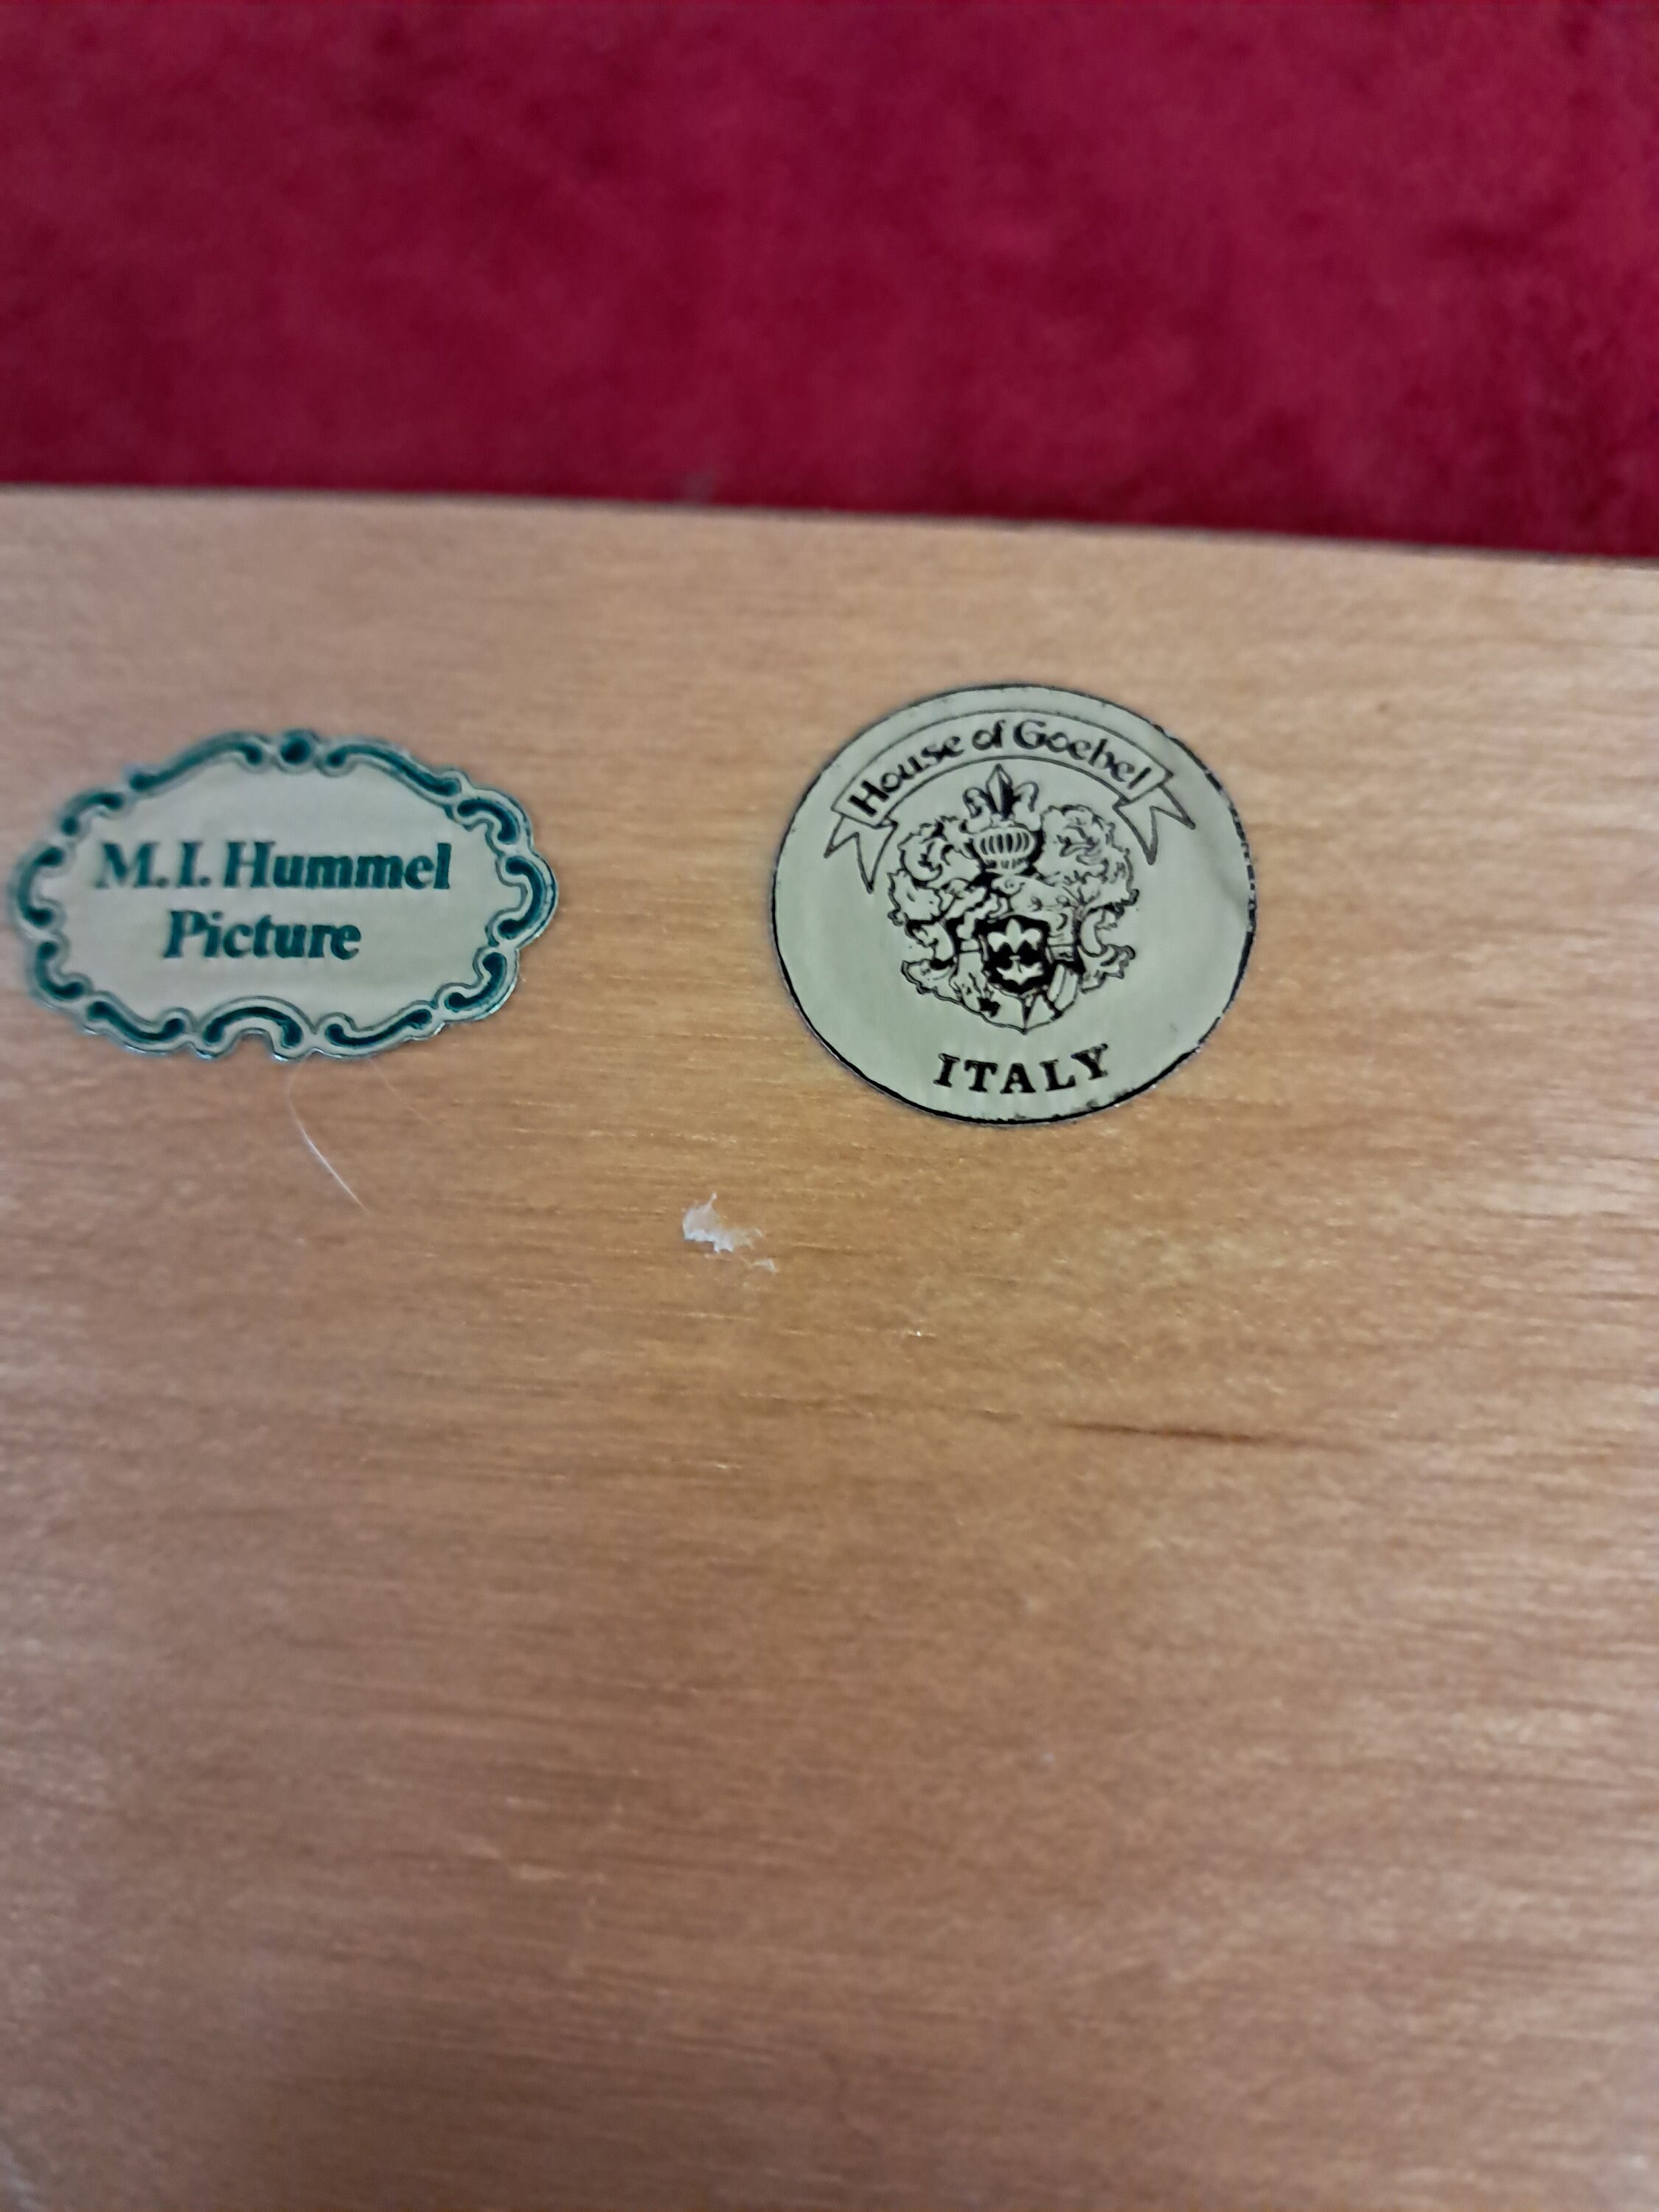 M.I. Hummel
Picture
House of Goebel
ITALY